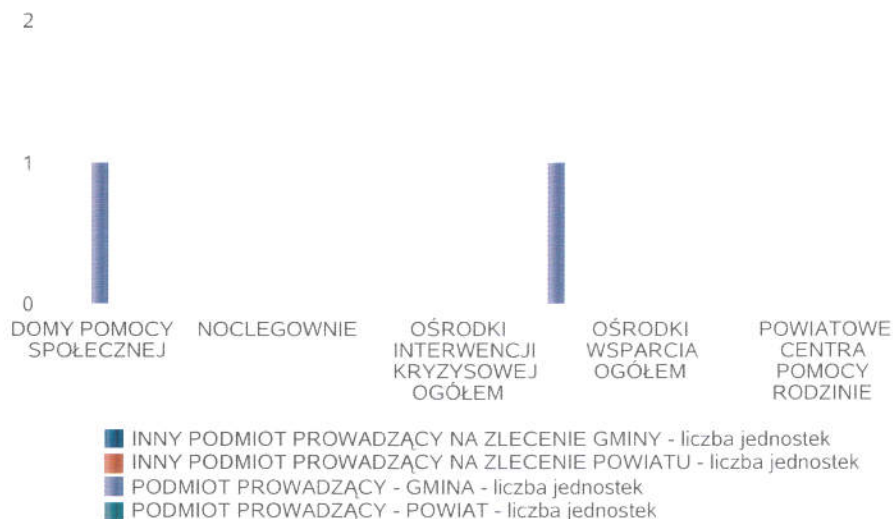 2
1
0
DOMY POMOCY SPOŁECZNEJ
NOCLEGOWNIE
OŚRODKI INTERWENCJI KRYZYSOWEJ OGÓŁEM
OŚRODKI WSPARCIA OGÓŁEM
POWIATOWE CENTRA POMOCY RODZINIE
INNY PODMIOT PROWADZĄCY NA ZLECENIE GMINY - liczba jednostek
INNY PODMIOT PROWADZĄCY NA ZLECENIE POWIATU - liczba jednostek
PODMIOT PROWADZĄCY - GMINA - liczba jednostek
PODMIOT PROWADZĄCY - POWIAT - liczba jednostek